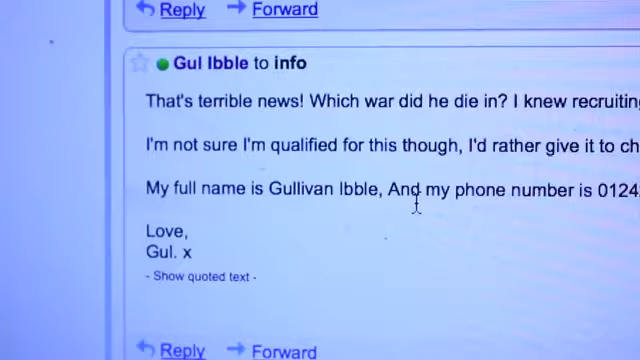 Reply Forward
Gul Ibble to info
That's terrible news! Which war did he die in? I knew recruiting
I'm not sure I'm qualified for this though, I'd rather give it to ch
My full name is Gullivan Ibble, And my phone number is 0124
Love,
Gul. x
- Show quoted text -
Reply Forward